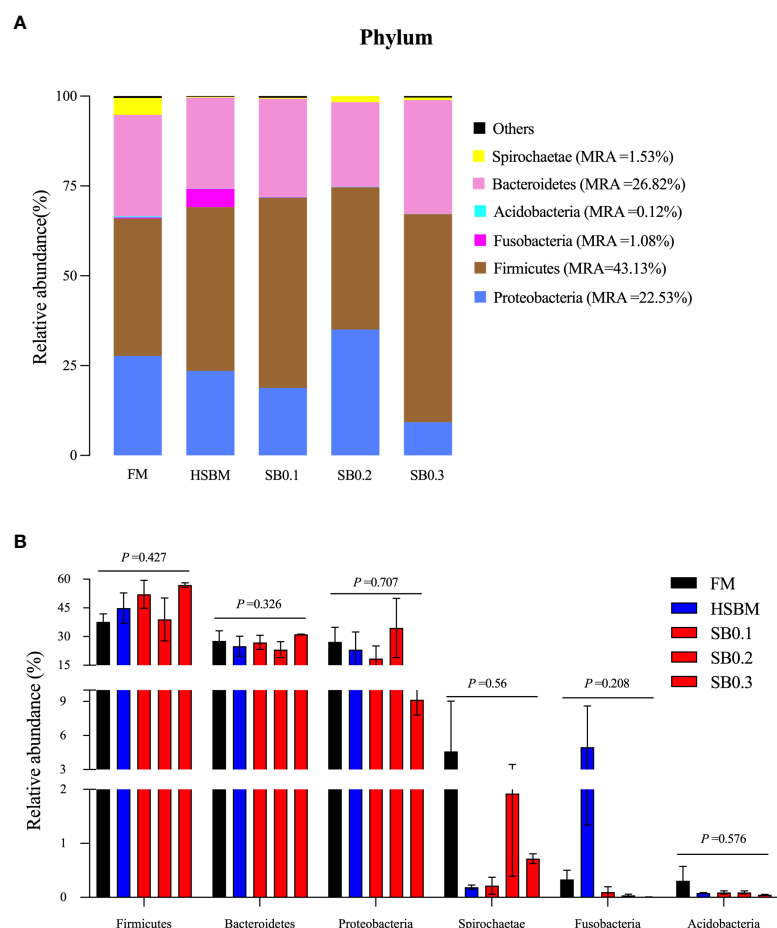 A
Phylum
Relative abundance(%)
100
75
50
25
0
FM
HSBM
SB0.1
SB0.2
SB0.3
Others
Spirochaetae (MRA =1.53%)
Bacteroidetes (MRA =26.82%)
Acidobacteria (MRA =0.12%)
Fusobacteria (MRA =1.08%)
Firmicutes (MRA=43.13%)
Proteobacteria (MRA =22.53%)
B
Relative abundance (%)
60
45
30
15
9
6
3
2
1
0
P =0.427
P =0.326
P =0.707
P =0.56
P =0.208
P =0.576
Firmicutes
Bacteroidetes
Proteobacteria
Spirochaetae
Fusobacteria
Acidobacteria
FM
HSBM
SB0.1
SB0.2
SB0.3